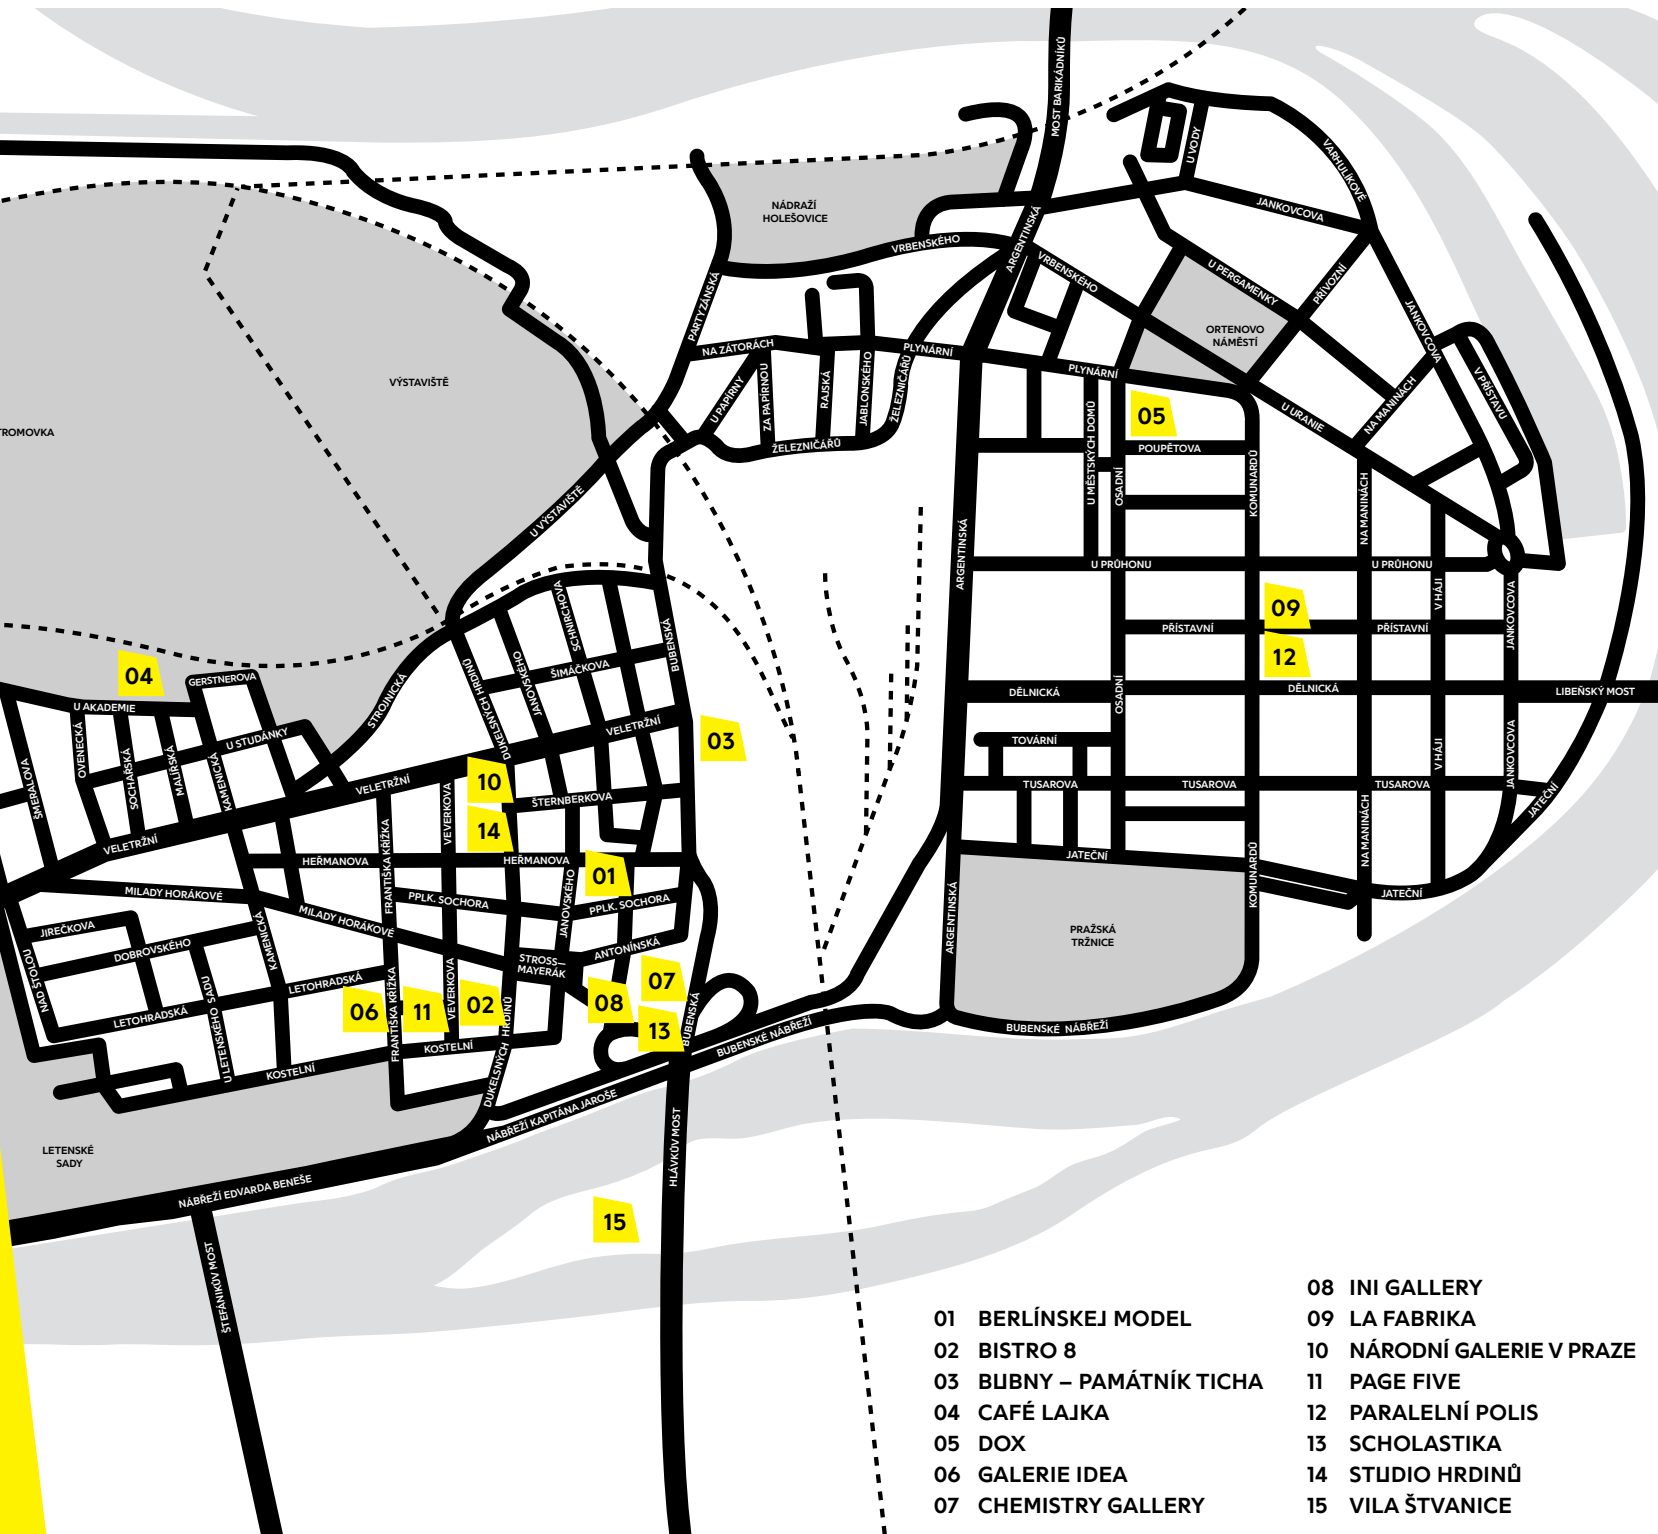 MOST BARIKÁDNÍKŮ
U VODY
VARHULÍKOVÉ
JANKOVCOVA
NÁDRAŽÍ
HOLEŠOVICE
ARGENTINSKÁ
VRBENSKÉHO
VRBENSKÉHO
U PERGAMENKY
PŘÍVOZNÍ
JANKOVCOVA
PARTYZÁNSKÁ
NA ZÁTORÁCH
PLYNÁRNÍ
ORTENOVO
NÁMĚSTÍ
VÝSTAVIŠTĚ
PLYNÁRNÍ
U PAPÍRNY
ZA PAPÍRNOU
RAJSKÁ
JABLONSKÉHO
ŽELEZNIČÁŘŮ
V PŘÍSTAVU
NA MANINÁCH
U URANIE
TROMOVKA
05
ŽELEZNIČÁŘŮ
U MĚSTSKÝCH DOMŮ
POUPĚTOVA
OSADNÍ
KOMUNARDŮ
NA MANINÁCH
U VÝSTAVIŠTĚ
ARGENTINSKÁ
U PRŮHONU
U PRŮHONU
V HÁJI
JANKOVCOVA
09
SCHNIRCHOVA
BUBENSKÁ
PŘÍSTAVNÍ
PŘÍSTAVNÍ
12
04
GERSTNEROVA
DUKELSKÝCH HRDINŮ
JANOVSKÉHO
ŠIMÁČKOVA
STROJNICKÁ
OSADNÍ
DĚLNICKÁ
DĚLNICKÁ
LIBEŇSKÝ MOST
U AKADEMIE
OVENECKÁ
U STUDÁNKY
VELETRŽNÍ
03
TOVÁRNÍ
V HÁJI
JANKOVCOVA
ŠMERALOVA
SOCHAŘSKÁ
MALÍŘSKÁ
KAMENICKÁ
VELETRŽNÍ
10
ŠTERNBERKOVA
TUSAROVA
TUSAROVA
TUSAROVA
JATEČNÍ
VELETRŽNÍ
FRANTIŠKA KŘÍŽKA
VEVERKOVA
14
HEŘMANOVA
HEŘMANOVA
01
JATEČNÍ
NA MANINÁCH
KOMUNARDŮ
JATEČNÍ
MILADY HORÁKOVÉ
PPLK. SOCHORA
PPLK. SOCHORA
JANOVSKÉHO
ARGENTINSKÁ
MILADY HORÁKOVÉ
JIREČKOVA
DOBROVSKÉHO
KAMENICKÁ
STROSS–
MAYERÁK
ANTONÍNSKÁ
PRAŽSKÁ
TRŽNICE
NAD ŠTOLOU
LETOHRADSKÁ
U LETENSKÉHO SADU
LETOHRADSKÁ
06
FRANTIŠKA KŘÍŽKA
11
VEVERKOVA
02
08
07
13
BUBENSKÁ
KOSTELNÍ
KOSTELNÍ
DUKELSKÝCH HRDINŮ
BUBENSKÉ NÁBŘEŽÍ
BUBENSKÉ NÁBŘEŽÍ
NÁBŘEŽÍ KAPITÁNA JAROŠE
HLÁVKŮV MOST
LETENSKÉ
SADY
NÁBŘEŽÍ EDVARDA BENEŠE
15
ŠTEFÁNIKŮV MOST
01 BERLÍNSKEJ MODEL
02 BISTRO 8
03 BUBNY – PAMÁTNÍK TICHA
04 CAFÉ LAJKA
05 DOX
06 GALERIE IDEA
07 CHEMISTRY GALLERY
08 INI GALLERY
09 LA FABRIKA
10 NÁRODNÍ GALERIE V PRAZE
11 PAGE FIVE
12 PARALELNÍ POLIS
13 SCHOLASTIKA
14 STUDIO HRDINŮ
15 VILA ŠTVANICE